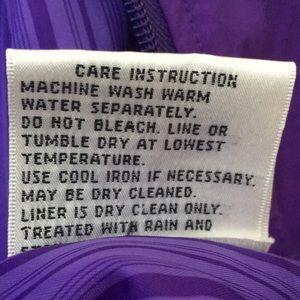 CARE INSTRUCTION
MACHINE WASH WARM
WATER SEPARATELY.
DO NOT BLEACH. LINE OR
TUMBLE DRY AT LOWEST
TEMPERATURE.
USE COOL IRON IF NECESSARY.
MAY BE DRY CLEANED.
LINER IS DRY CLEAN ONLY.
TREATED WITH RAIN AND